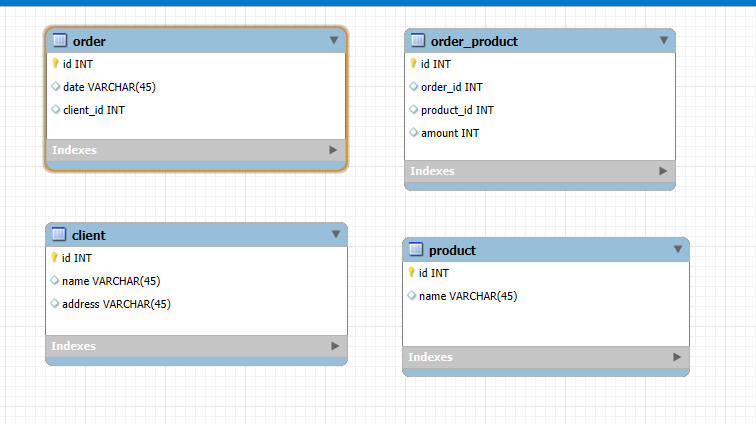 order
id INT
date VARCHAR(45)
client_id INT
Indexes
order_product
id INT
order_id INT
product_id INT
amount INT
Indexes
client
id INT
name VARCHAR(45)
address VARCHAR(45)
Indexes
product
id INT
name VARCHAR(45)
Indexes